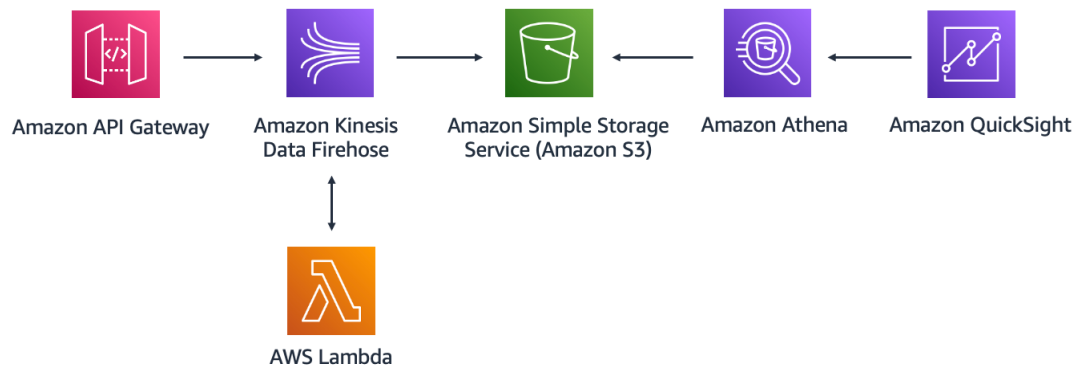 Amazon API Gateway
Amazon Kinesis
Data Firehose
Amazon Simple Storage
Service (Amazon S3)
Amazon Athena
Amazon QuickSight
AWS Lambda